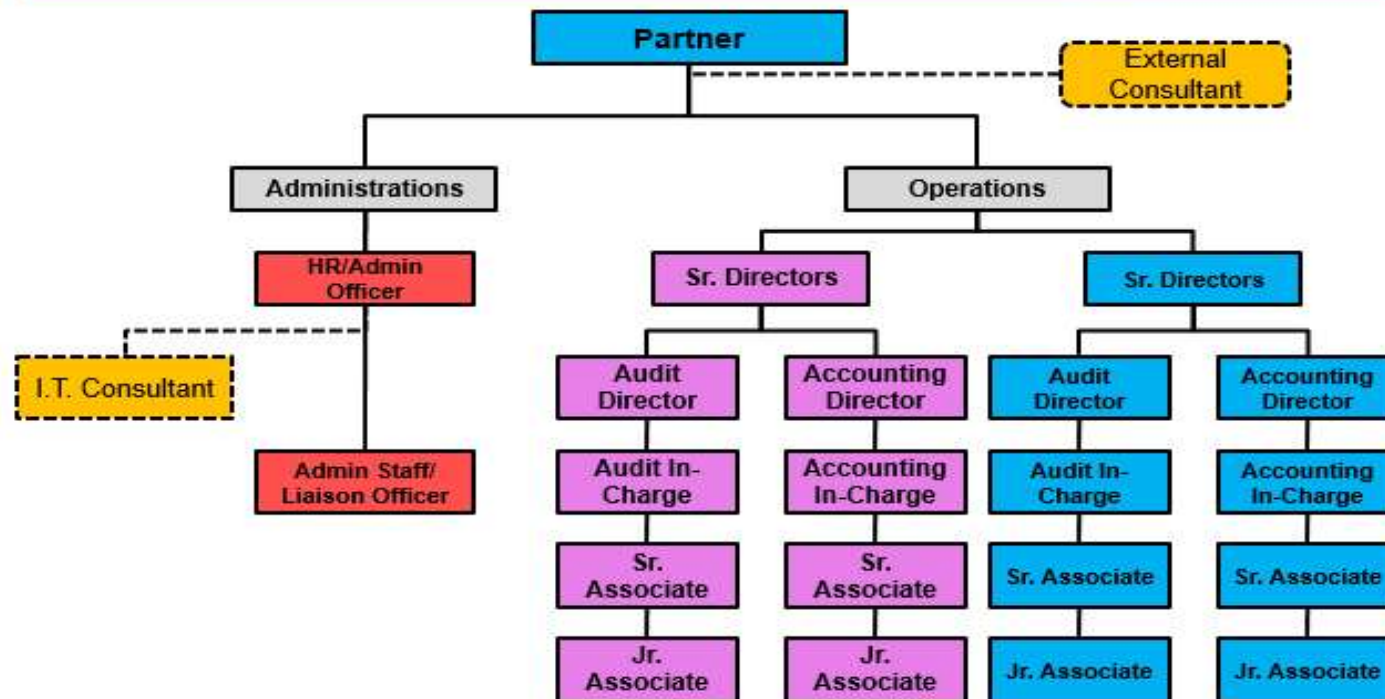 Partner
External
Consultant
Administrations
Operations
HR/Admin
Officer
Sr. Directors
Sr. Directors
I.T. Consultant
Audit
Director
Accounting
Director
Audit
Director
Accounting
Director
Admin Staff/
Liaison Officer
Audit In-
Charge
Accounting
In-Charge
Audit In-
Charge
Accounting
In-Charge
Sr.
Associate
Sr.
Associate
Sr. Associate
Sr. Associate
Jr.
Associate
Jr.
Associate
Jr. Associate
Jr. Associate